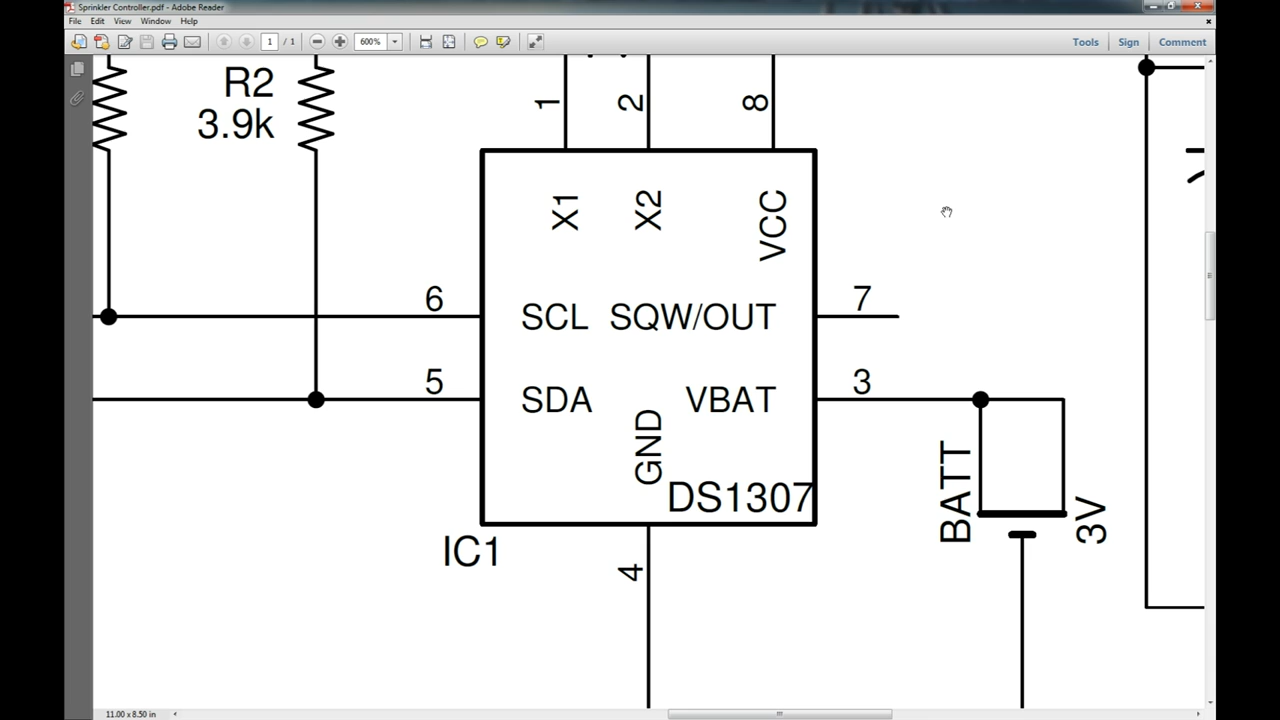 Sprinkler Controller.pdf - Adobe Reader
File Edit View Window Help
1 / 1 600% Tools Sign Comment
R2
3.9k
1
2
8
X1
X2
VCC
6
SCL
SQW/OUT
7
5
SDA
VBAT
3
GND
DS1307
BATT
3V
IC1
4
11.00 x 8.50 in